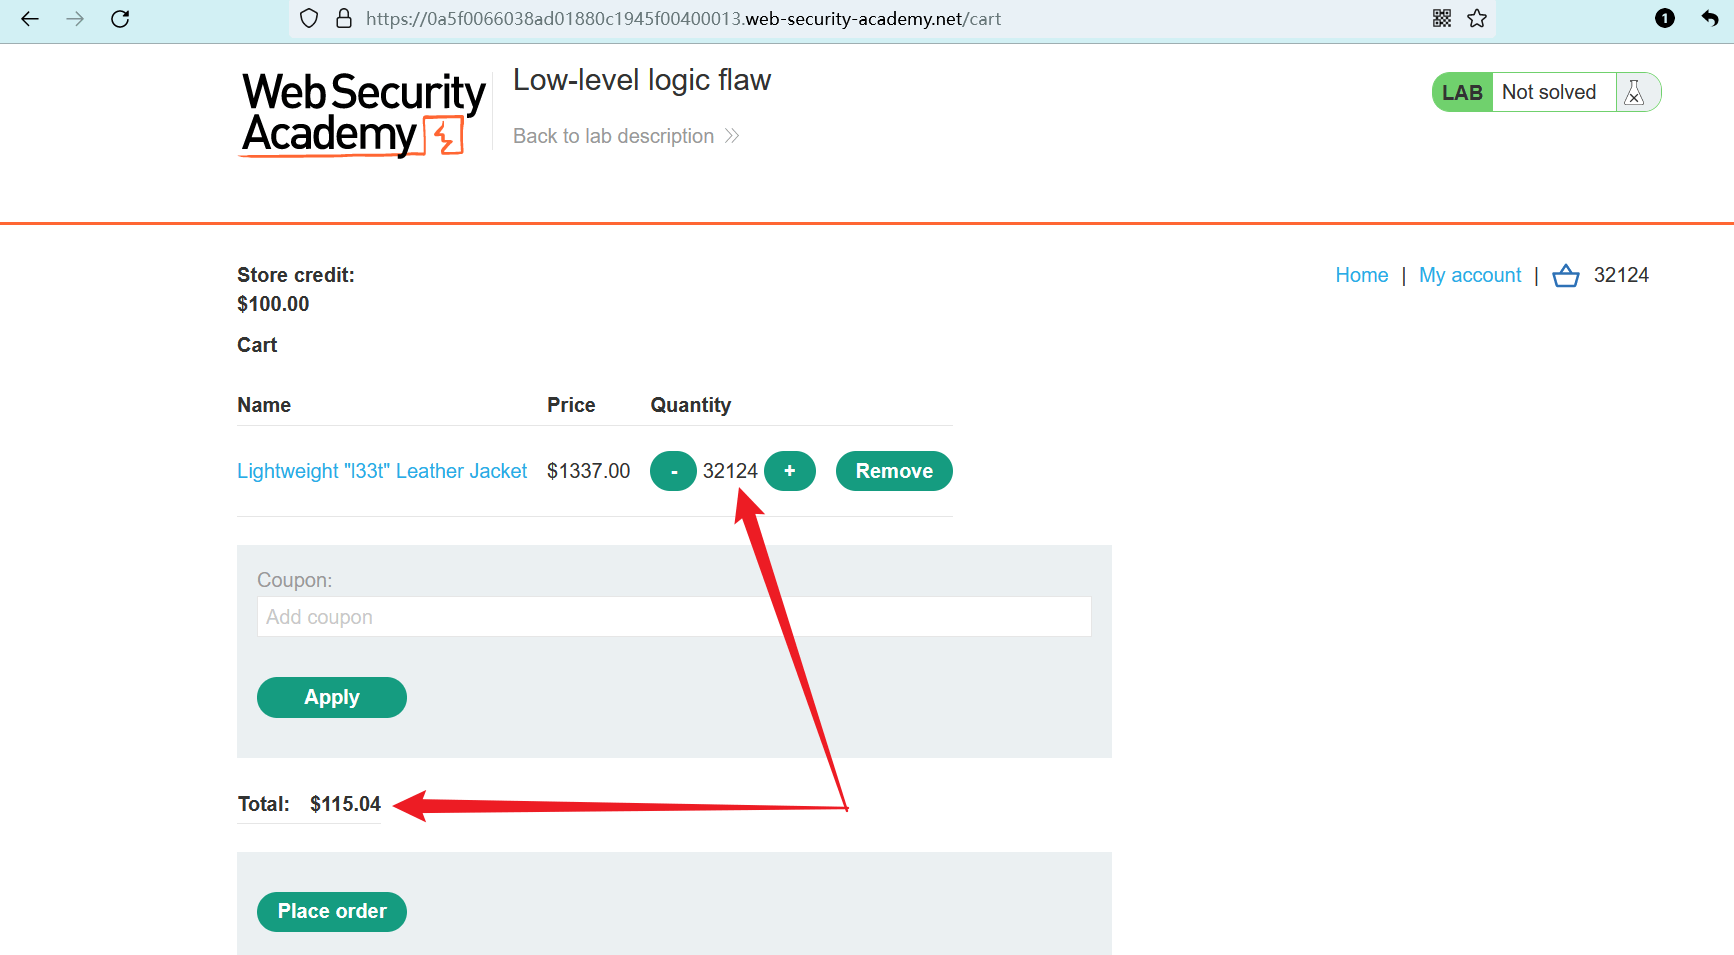 https://0a5f0066038ad01880c1945f00400013.web-security-academy.net/cart
1
Web Security
Academy
Low-level logic flaw
Back to lab description
LAB Not solved
Store credit:
$100.00
Home | My account | 32124
Cart
Name Price Quantity
Lightweight "l33t" Leather Jacket $1337.00 - 32124 + Remove
Coupon:
Add coupon
Apply
Total: $115.04
Place order